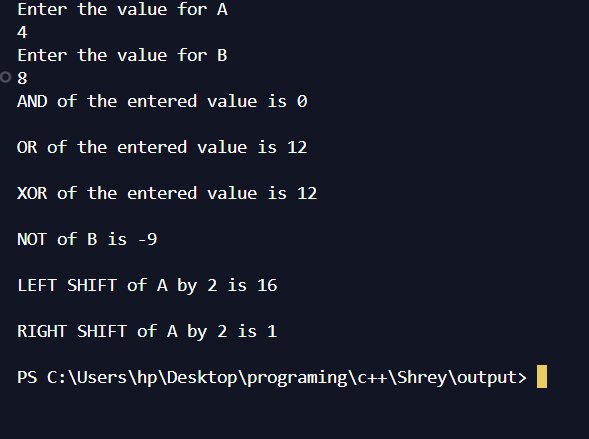 Enter the value for A
4
Enter the value for B
8
AND of the entered value is 0
OR of the entered value is 12
XOR of the entered value is 12
NOT of B is -9
LEFT SHIFT of A by 2 is 16
RIGHT SHIFT of A by 2 is 1
PS C:\Users\hp\Desktop\programing\c++\Shrey\output>